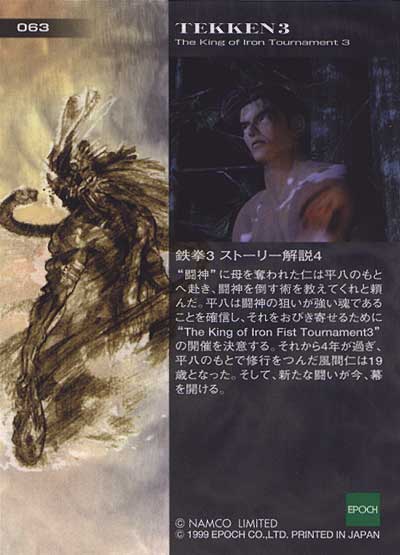 063
TEKKEN3
The King of Iron Tournament 3
鉄拳3 ストーリー解説4
“闘神”に母を奪われた仁は平八のもと
へ赴き、闘神を倒す術を教えてくれと頼
んだ。平八は闘神の狙いが強い魂である
ことを確信し、それをおびき寄せるために
“The King of Iron Fist Tournament3”
の開催を決意する。それから4年が過ぎ、
平八のもとで修行をつんだ風間仁は19
歳となった。そして、新たな闘いが今、幕
を開ける。
EPOCH
© NAMCO LIMITED
© 1999 EPOCH CO.,LTD. PRINTED IN JAPAN